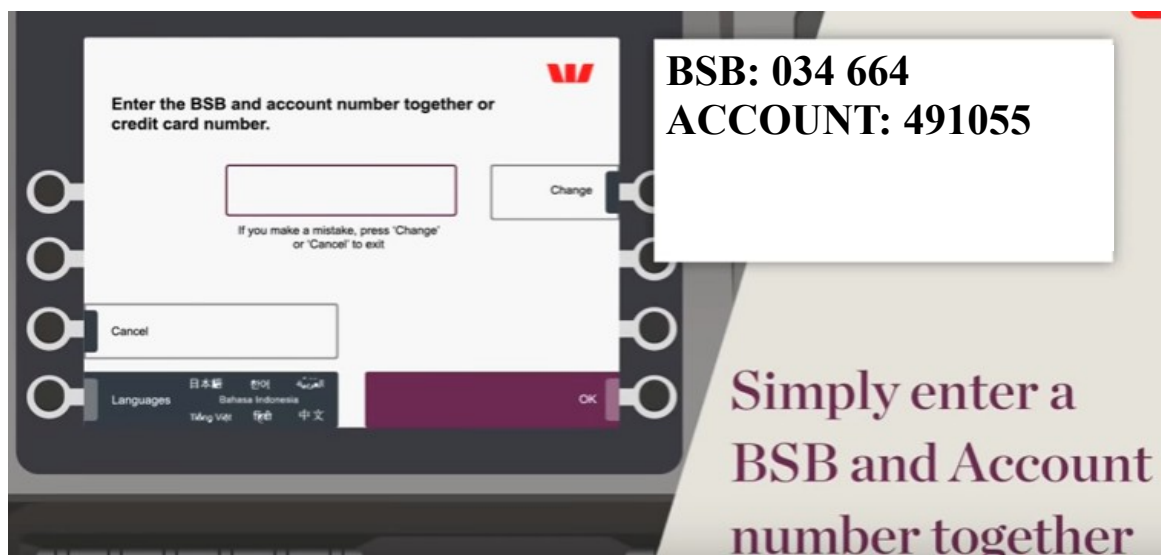 Enter the BSB and account number together or
credit card number.
Change
If you make a mistake, press 'Change'
or 'Cancel' to exit
Cancel
Languages
日本語 한이 العربية
Bahasa Indonesia
Tiếng Việt हिन्दी 中文
OK
BSB: 034 664
ACCOUNT: 491055
Simply enter a
BSB and Account
number together